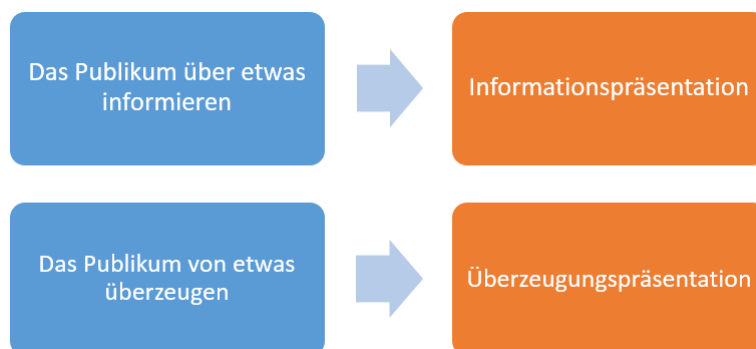 Das Publikum über etwas
informieren
Informationspräsentation
Das Publikum von etwas
überzeugen
Überzeugungspräsentation